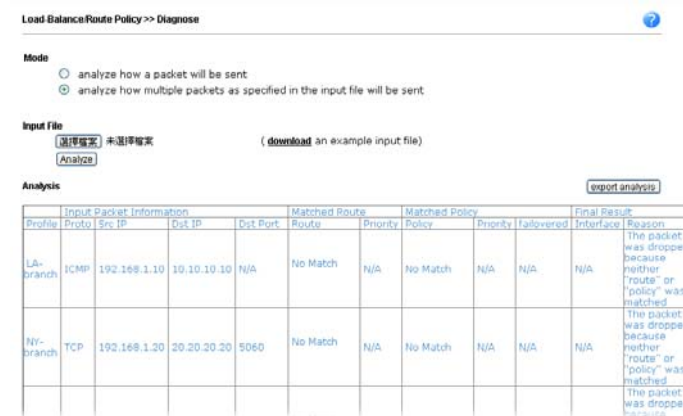 Load-Balance/Route Policy >> Diagnose
Mode
analyze how a packet will be sent
analyze how multiple packets as specified in the input file will be sent
Input File
選擇檔案 未選擇檔案 ( download an example input file)
Analyze
Analysis export analysis
Input Packet Information Matched Route Matched Policy Final Result
Profile Proto Src IP Dst IP Dst Port Route Priority Policy Priority failovered Interface Reason
LA-branch ICMP 192.168.1.10 10.10.10.10 N/A No Match N/A No Match N/A N/A N/A The packet was droppe because neither "route" or "policy" was matched
NY-branch TCP 192.168.1.20 20.20.20.20 5060 No Match N/A No Match N/A N/A N/A The packet was droppe because neither "route" or "policy" was matched
The packet was droppe